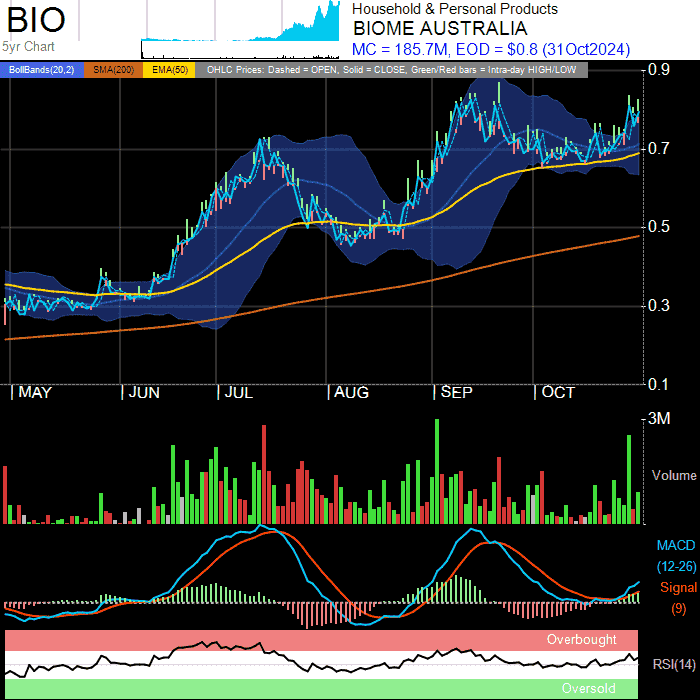 BIO
5yr Chart
Household & Personal Products
BIOME AUSTRALIA
MC = 185.7M, EOD = $0.8 (31Oct2024)
BollBands(20,2) SMA(200) EMA(50) OHLC Prices: Dashed = OPEN, Solid = CLOSE, Green/Red bars = Intra-day HIGH/LOW
0.9
0.7
0.5
0.3
0.1
MAY JUN JUL AUG SEP OCT
3M
Volume
MACD
(12-26)
Signal
(9)
Overbought
RSI(14)
Oversold